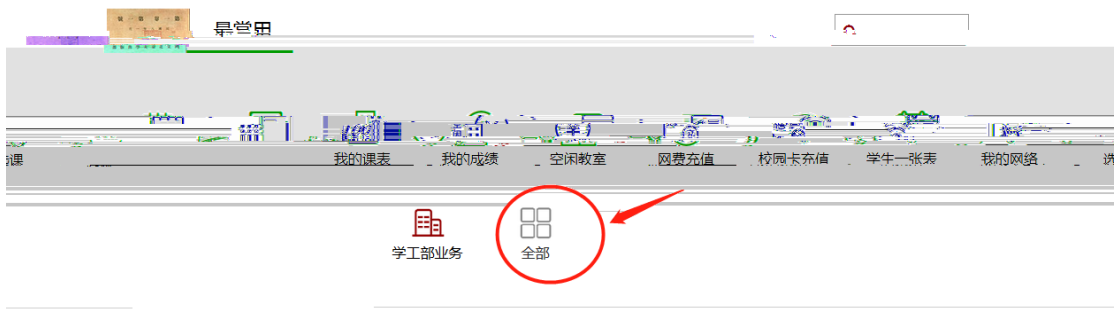 最常用
课 我的课表 我的成绩 空闲教室 网费充值 校园卡充值 学生一张表 我的网络 选
学工部业务 全部